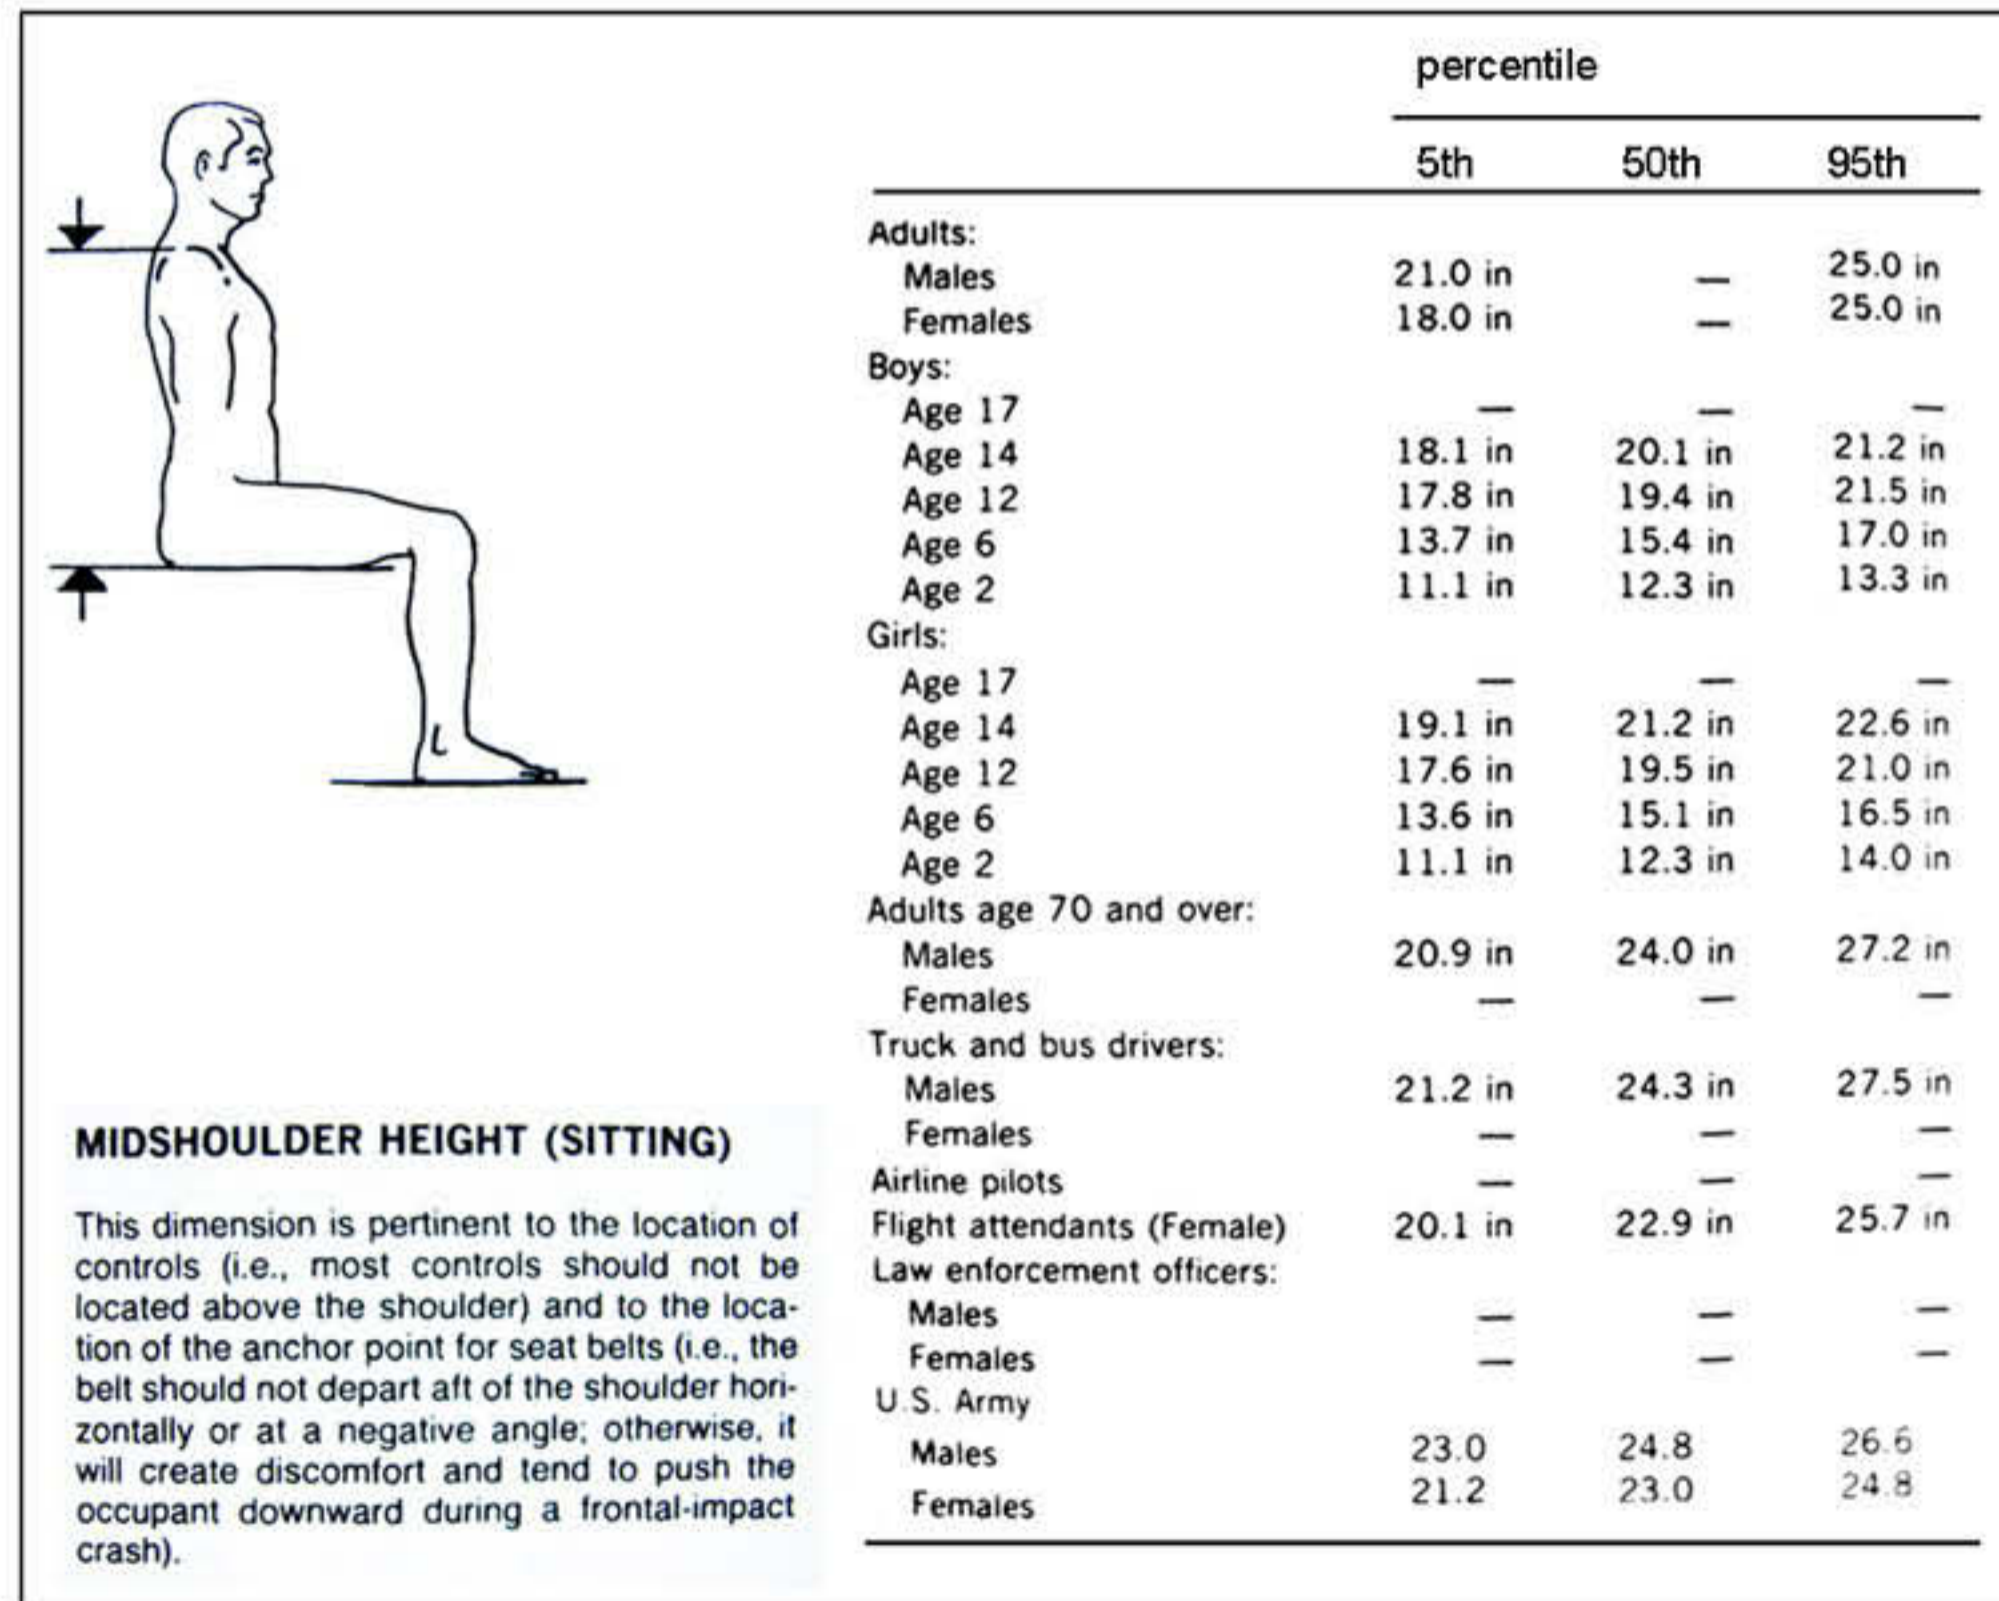 percentile
5th 50th 95th
Adults:
Males 21.0 in — 25.0 in
Females 18.0 in — 25.0 in
Boys:
Age 17 — — —
Age 14 18.1 in 20.1 in 21.2 in
Age 12 17.8 in 19.4 in 21.5 in
Age 6 13.7 in 15.4 in 17.0 in
Age 2 11.1 in 12.3 in 13.3 in
Girls:
Age 17 — — —
Age 14 19.1 in 21.2 in 22.6 in
Age 12 17.6 in 19.5 in 21.0 in
Age 6 13.6 in 15.1 in 16.5 in
Age 2 11.1 in 12.3 in 14.0 in
Adults age 70 and over:
Males 20.9 in 24.0 in 27.2 in
Females — — —
Truck and bus drivers:
Males 21.2 in 24.3 in 27.5 in
Females — — —
Airline pilots — — —
Flight attendants (Female) 20.1 in 22.9 in 25.7 in
Law enforcement officers:
Males — — —
Females — — —
U.S. Army
Males 23.0 24.8 26.6
Females 21.2 23.0 24.8
MIDSHOULDER HEIGHT (SITTING)
This dimension is pertinent to the location of
controls (i.e., most controls should not be
located above the shoulder) and to the loca-
tion of the anchor point for seat belts (i.e., the
belt should not depart aft of the shoulder hori-
zontally or at a negative angle; otherwise, it
will create discomfort and tend to push the
occupant downward during a frontal-impact
crash).